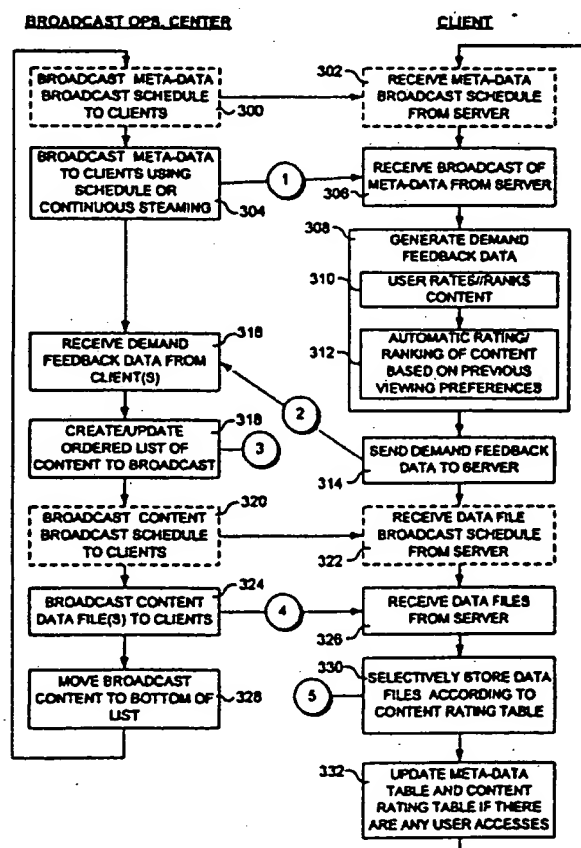 BROADCAST OPS. CENTER
BROADCAST META-DATA
BROADCAST SCHEDULE
TO CLIENTS
300
BROADCAST META-DATA
TO CLIENTS USING
SCHEDULE OR
CONTINUOUS STEAMING
304
1
RECEIVE DEMAND
FEEDBACK DATA FROM
CLIENT(S)
316
2
CREATE/UPDATE
ORDERED LIST OF
CONTENT TO BROADCAST
318
3
BROADCAST CONTENT
BROADCAST SCHEDULE
TO CLIENTS
320
BROADCAST CONTENT
DATA FILE(S) TO CLIENTS
324
4
MOVE BROADCAST
CONTENT TO BOTTOM OF
LIST
328
CLIENT
302
RECEIVE META-DATA
BROADCAST SCHEDULE
FROM SERVER
RECEIVE BROADCAST OF
META-DATA FROM SERVER
306
308
GENERATE DEMAND
FEEDBACK DATA
310
USER RATES//RANKS
CONTENT
312
AUTOMATIC RATING/
RANKING OF CONTENT
BASED ON PREVIOUS
VIEWING PREFERENCES
SEND DEMAND FEEDBACK
DATA TO SERVER
314
RECEIVE DATA FILE
BROADCAST SCHEDULE
FROM SERVER
322
RECEIVE DATA FILES
FROM SERVER
326
330
5
SELECTIVELY STORE DATA
FILES ACCORDING TO
CONTENT RATING TABLE
332
UPDATE META-DATA
TABLE AND CONTENT
RATING TABLE IF THERE
ARE ANY USER ACCESSES